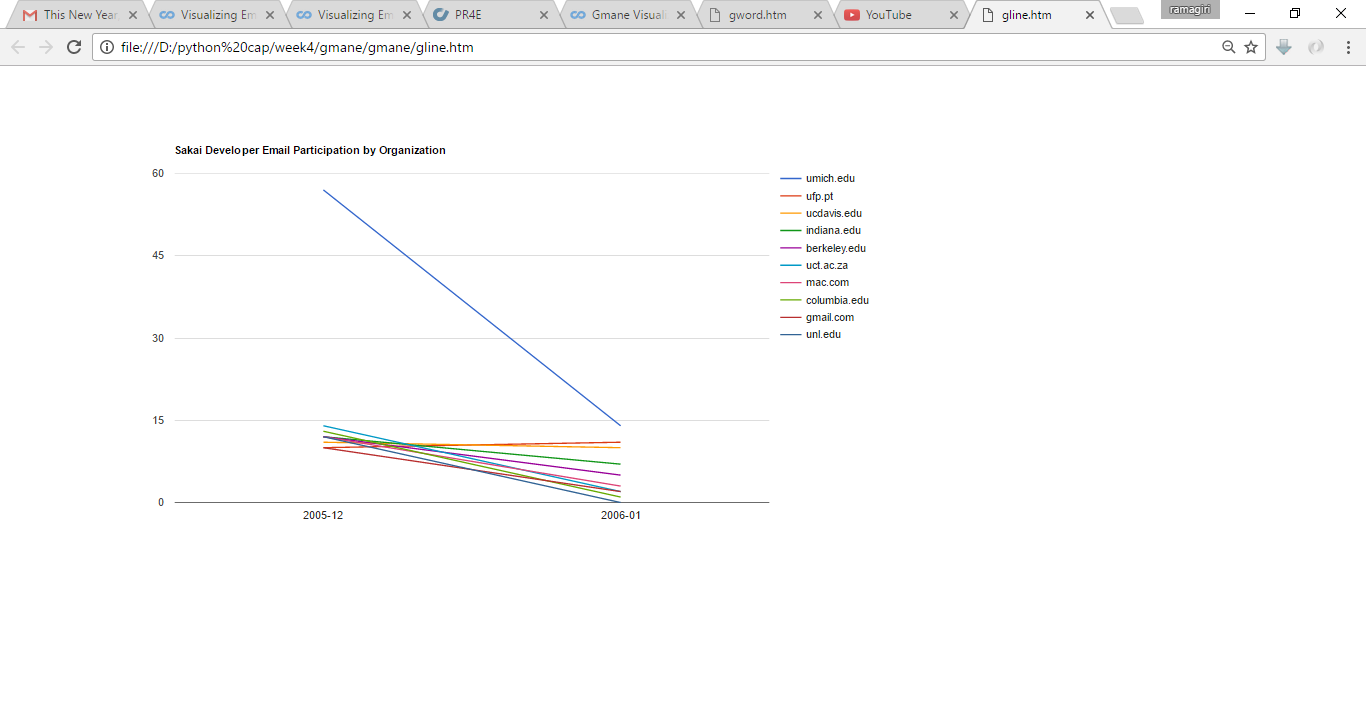 This New Year
Visualizing Em
Visualizing Em
PR4E
Gmane Visuali
gword.htm
YouTube
gline.htm
ramagiri
file:///D:/python%20cap/week4/gmane/gmane/gline.htm
Sakai Developer Email Participation by Organization
60
45
30
15
0
2005-12
2006-01
umich.edu
ufp.pt
ucdavis.edu
indiana.edu
berkeley.edu
uct.ac.za
mac.com
columbia.edu
gmail.com
unl.edu